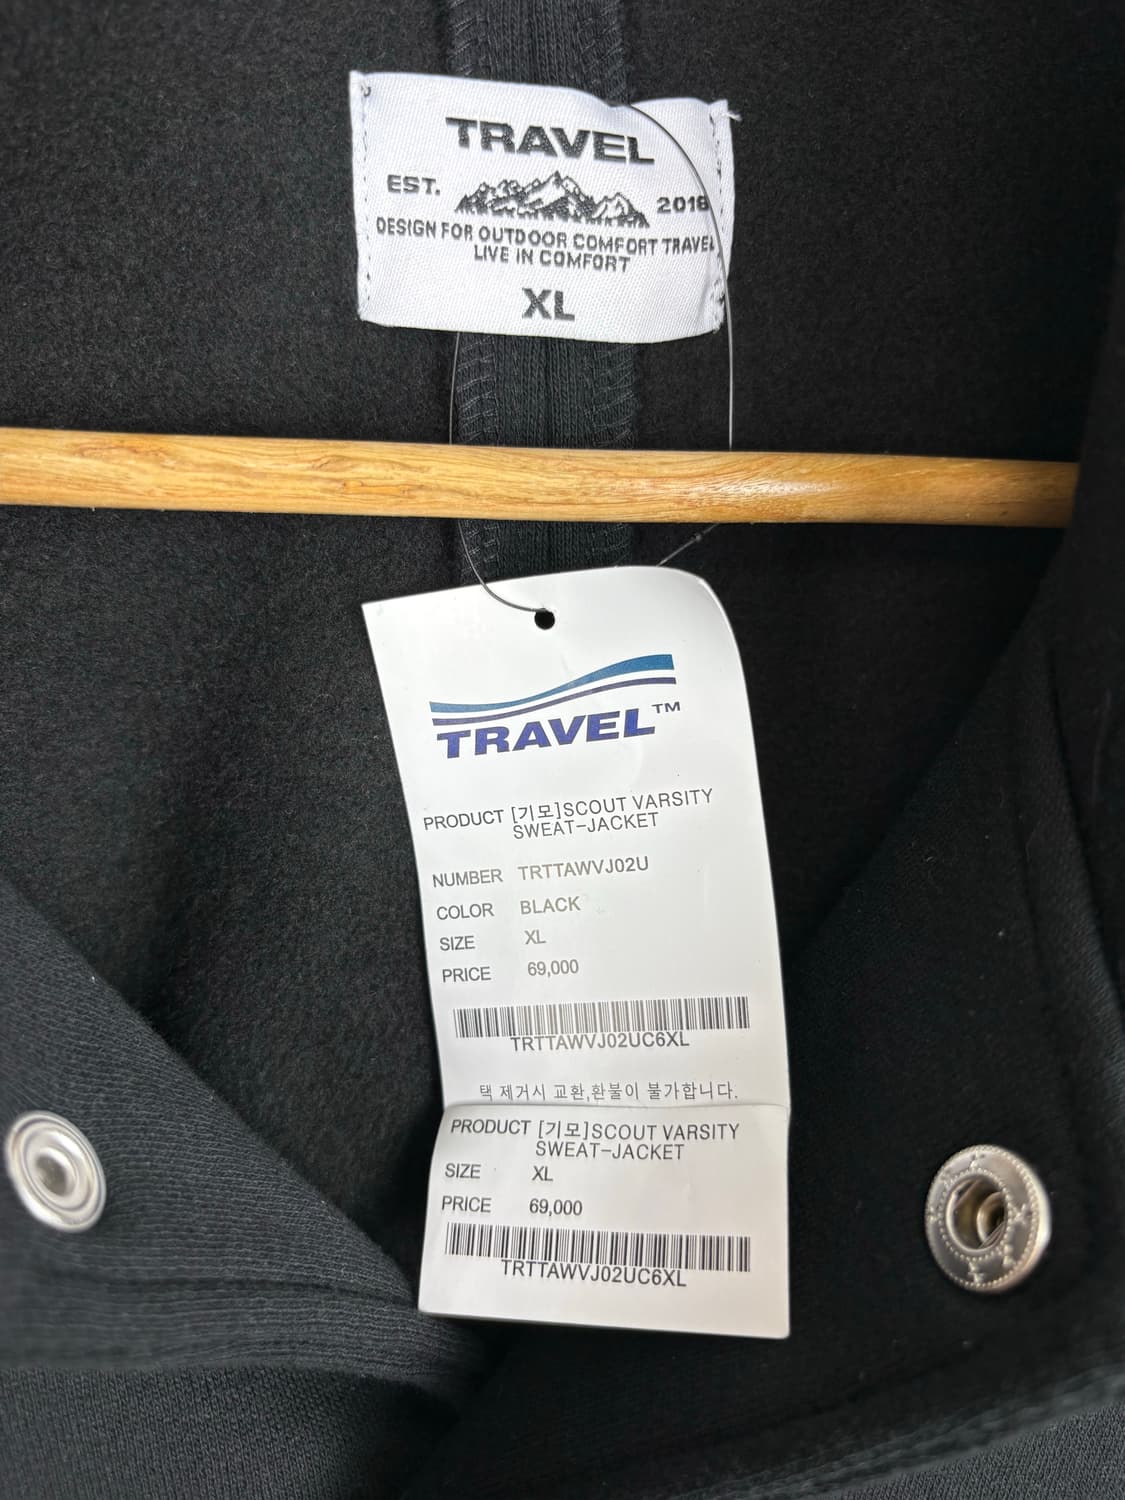 TRAVEL
EST. 2018
DESIGN FOR OUTDOOR COMFORT TRAVEL
LIVE IN COMFORT
XL
TRAVEL™
PRODUCT [기모]SCOUT VARSITY
SWEAT-JACKET
NUMBER TRTTAWVJ02U
COLOR BLACK
SIZE XL
PRICE 69,000
TRTTAWVJ02UC6XL
택 제거시 교환,환불이 불가합니다.
PRODUCT [기모]SCOUT VARSITY
SWEAT-JACKET
SIZE XL
PRICE 69,000
TRTTAWVJ02UC6XL